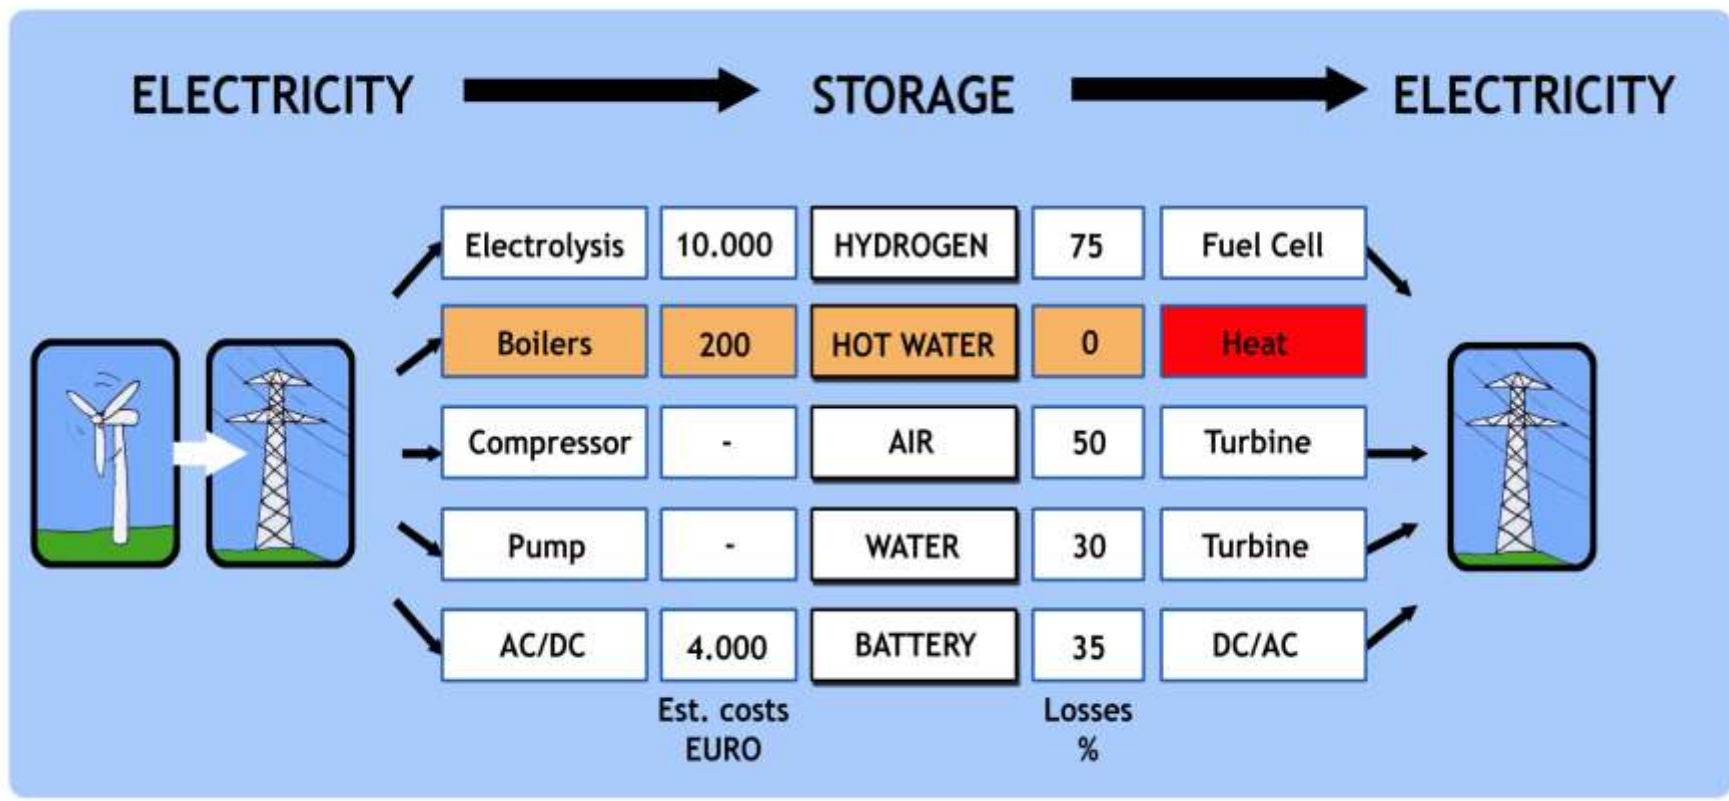 ELECTRICITY STORAGE ELECTRICITY
Electrolysis 10.000 HYDROGEN 75 Fuel Cell
Boilers 200 HOT WATER 0 Heat
Compressor - AIR 50 Turbine
Pump - WATER 30 Turbine
AC/DC 4.000 BATTERY 35 DC/AC
Est. costs Losses
EURO %